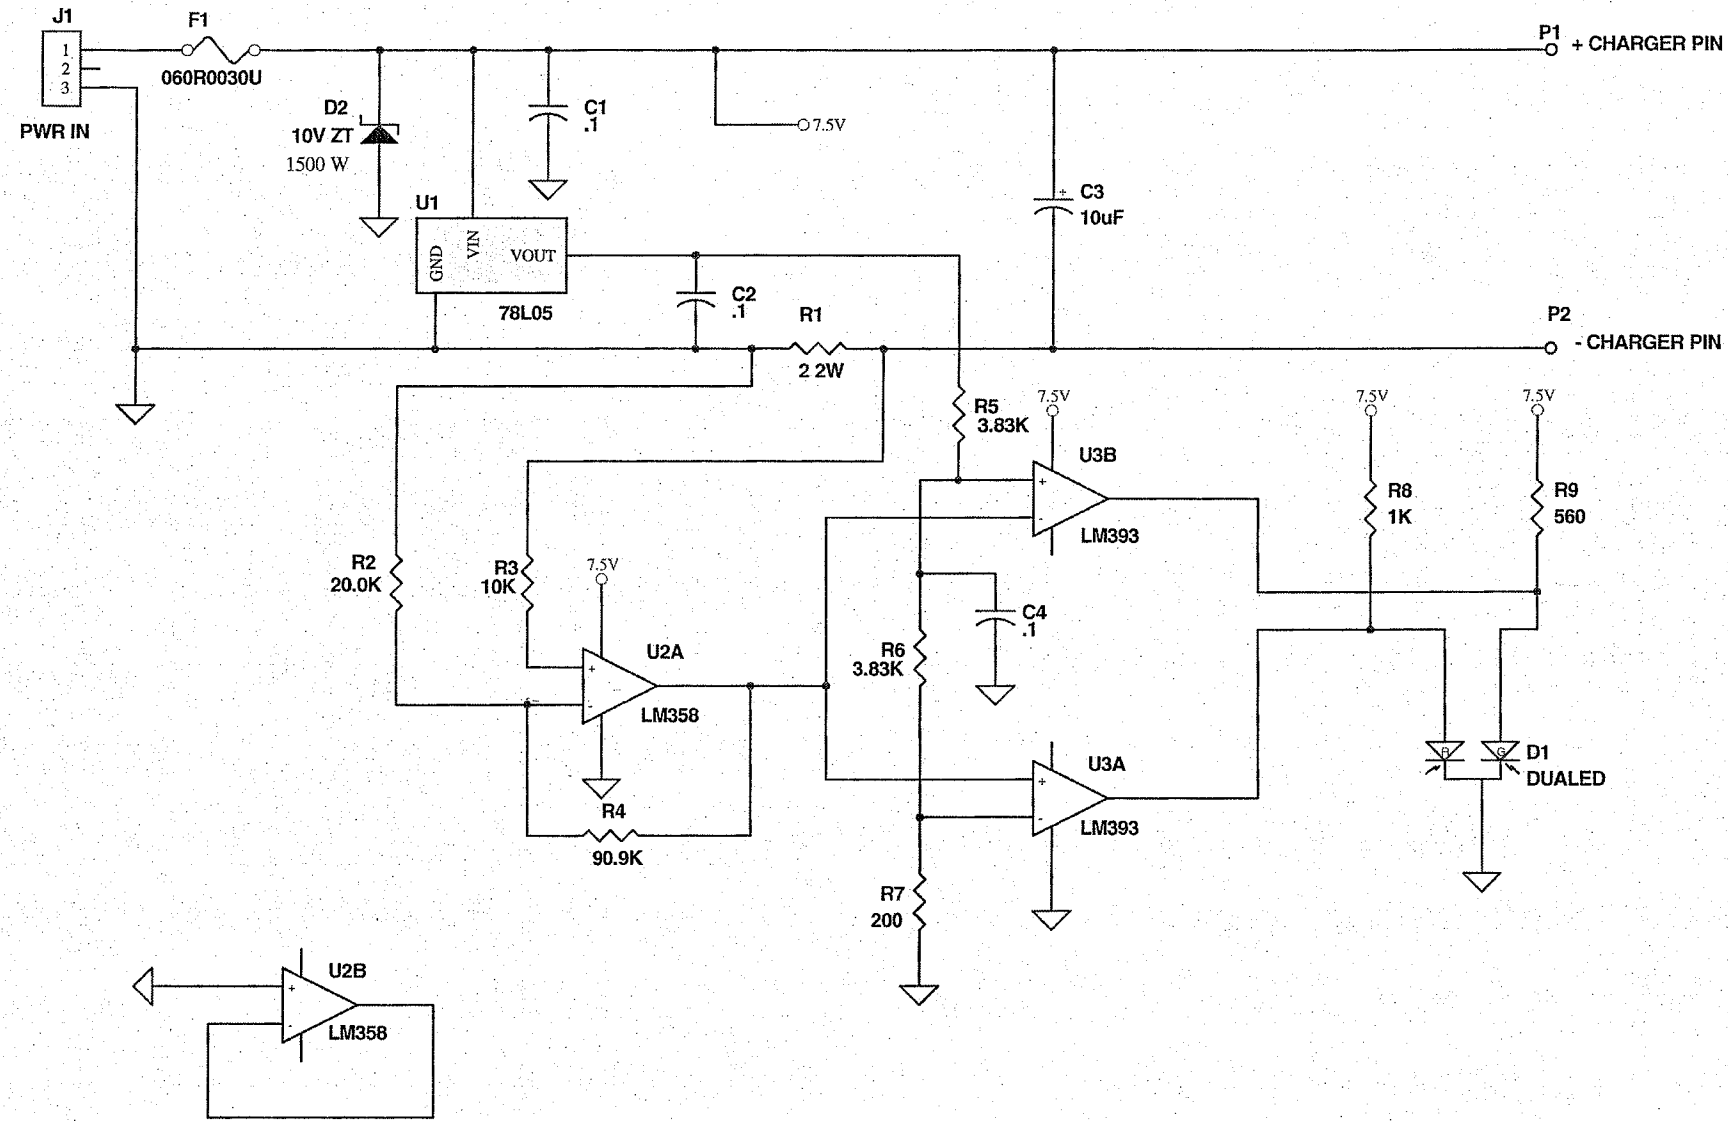 J1
F1
1
2
3
060R0030U
PWR IN
P1
+ CHARGER PIN
D2
10V ZT
1500 W
C1
.1
7.5V
+
C3
10uF
U1
GND
VIN
VOUT
78L05
C2
.1
R1
2 2W
P2
- CHARGER PIN
R5
3.83K
7.5V
7.5V
7.5V
U3B
+
-
LM393
R8
1K
R9
560
R2
20.0K
R3
10K
7.5V
U2A
+
-
LM358
C4
.1
R6
3.83K
R4
90.9K
U3A
+
-
LM393
R
G
D1
DUALED
R7
200
U2B
+
-
LM358